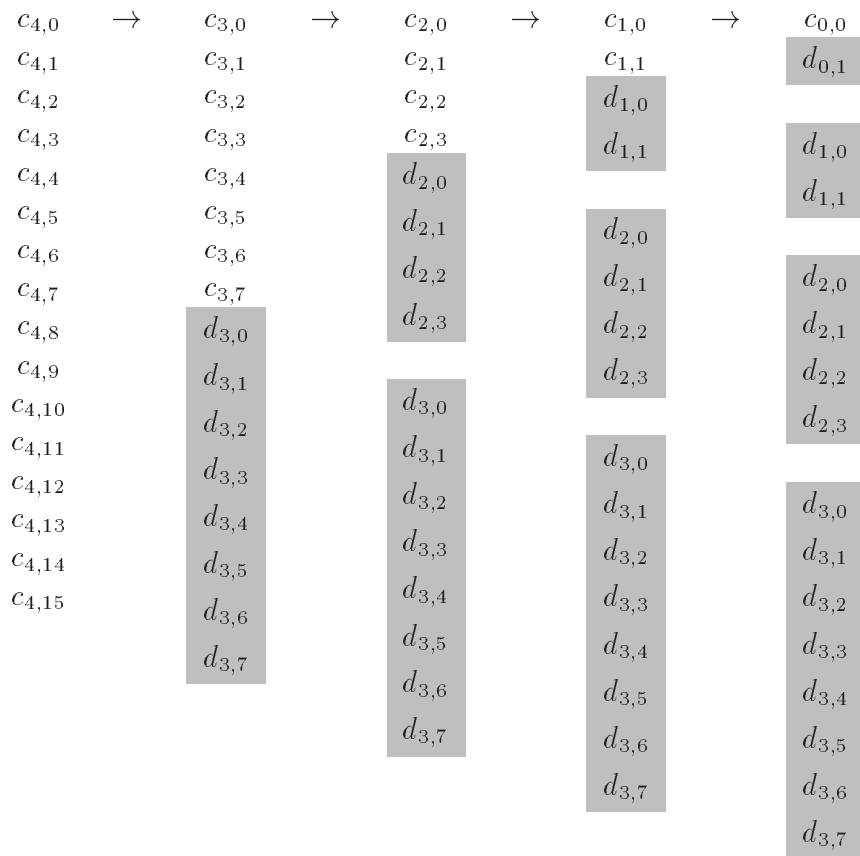 c4,0 → c3,0 → c2,0 → c1,0 → c0,0
c4,1
c4,2
c4,3
c4,4
c4,5
c4,6
c4,7
c4,8
c4,9
c4,10
c4,11
c4,12
c4,13
c4,14
c4,15
c3,1
c3,2
c3,3
c3,4
c3,5
c3,6
c3,7
d3,0
d3,1
d3,2
d3,3
d3,4
d3,5
d3,6
d3,7
c2,1
c2,2
c2,3
d2,0
d2,1
d2,2
d2,3
d3,0
d3,1
d3,2
d3,3
d3,4
d3,5
d3,6
d3,7
c1,1
d1,0
d1,1
d2,0
d2,1
d2,2
d2,3
d3,0
d3,1
d3,2
d3,3
d3,4
d3,5
d3,6
d3,7
d0,1
d1,0
d1,1
d2,0
d2,1
d2,2
d2,3
d3,0
d3,1
d3,2
d3,3
d3,4
d3,5
d3,6
d3,7